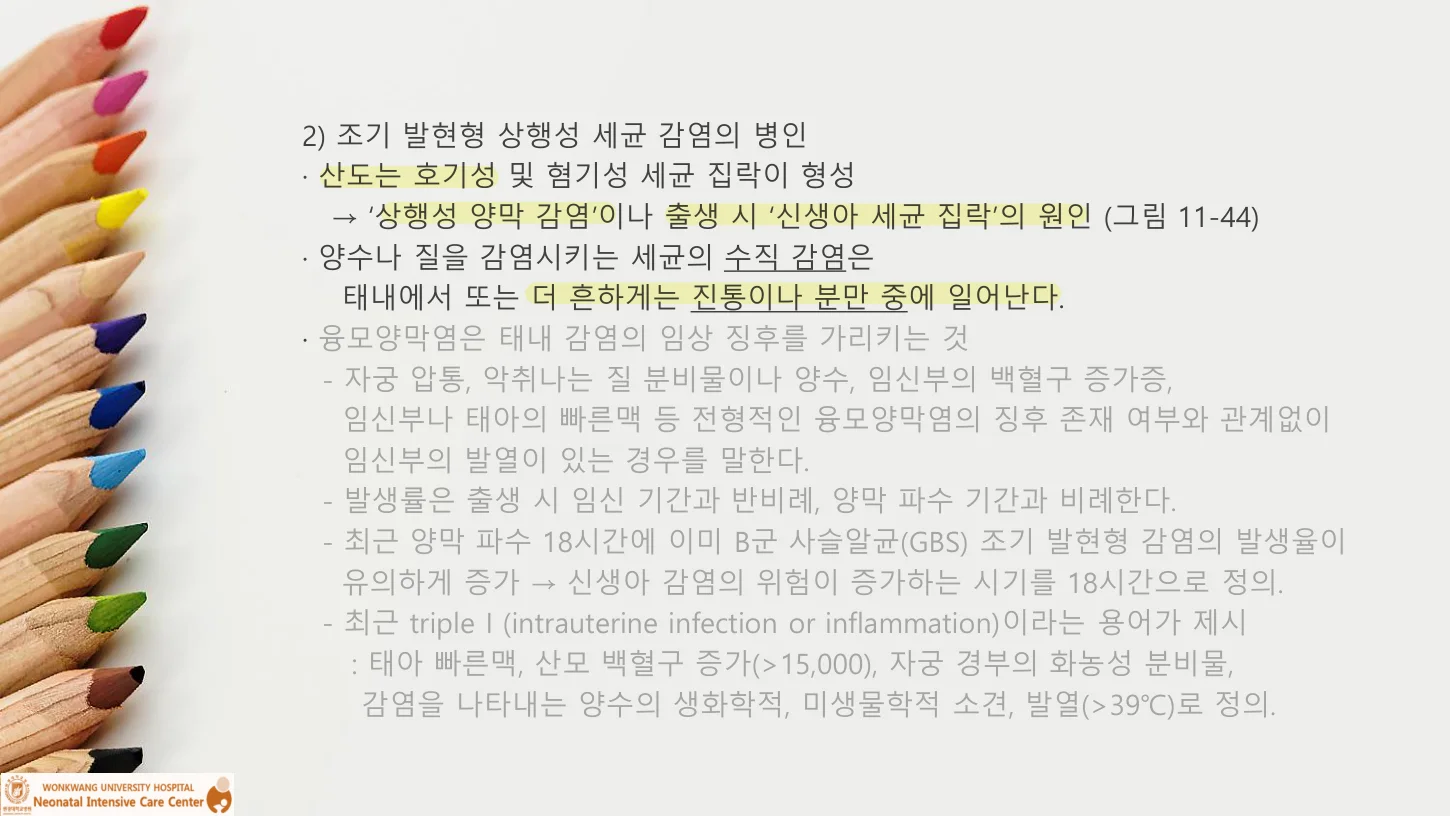 2) 조기 발현형 상행성 세균 감염의 병인
· 산도는 호기성 및 혐기성 세균 집락이 형성
→ ‘상행성 양막 감염’이나 출생 시 ‘신생아 세균 집락’의 원인 (그림 11-44)
· 양수나 질을 감염시키는 세균의 수직 감염은
태내에서 또는 더 흔하게는 진통이나 분만 중에 일어난다.
· 융모양막염은 태내 감염의 임상 징후를 가리키는 것
- 자궁 압통, 악취나는 질 분비물이나 양수, 임신부의 백혈구 증가증,
임신부나 태아의 빠른맥 등 전형적인 융모양막염의 징후 존재 여부와 관계없이
임신부의 발열이 있는 경우를 말한다.
- 발생률은 출생 시 임신 기간과 반비례, 양막 파수 기간과 비례한다.
- 최근 양막 파수 18시간에 이미 B군 사슬알균(GBS) 조기 발현형 감염의 발생율이
유의하게 증가 → 신생아 감염의 위험이 증가하는 시기를 18시간으로 정의.
- 최근 triple I (intrauterine infection or inflammation)이라는 용어가 제시
: 태아 빠른맥, 산모 백혈구 증가(>15,000), 자궁 경부의 화농성 분비물,
감염을 나타내는 양수의 생화학적, 미생물학적 소견, 발열(>39℃)로 정의.
WONKWANG UNIVERSITY HOSPITAL
Neonatal Intensive Care Center